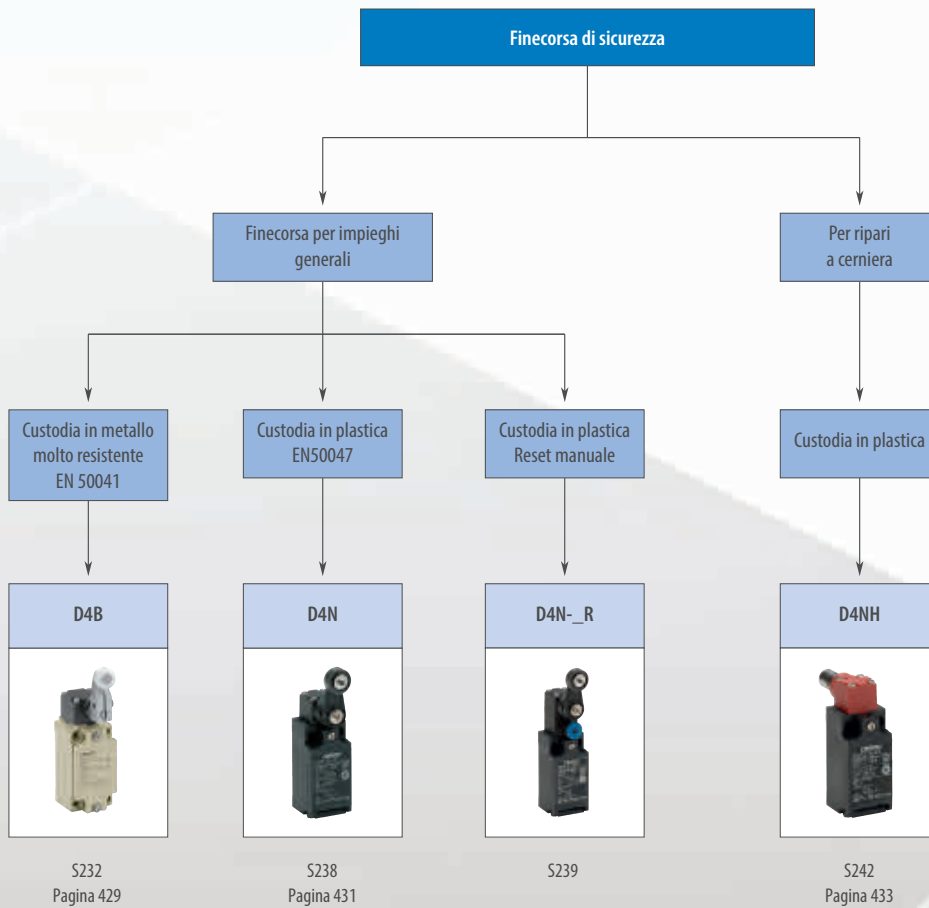 Finecorsa di sicurezza
Finecorsa per impieghi
generali
Per ripari
a cerniera
Custodia in metallo
molto resistente
EN 50041
Custodia in plastica
EN50047
Custodia in plastica
Reset manuale
Custodia in plastica
D4B
D4N
D4N-_R
D4NH
S232
Pagina 429
S238
Pagina 431
S239
S242
Pagina 433